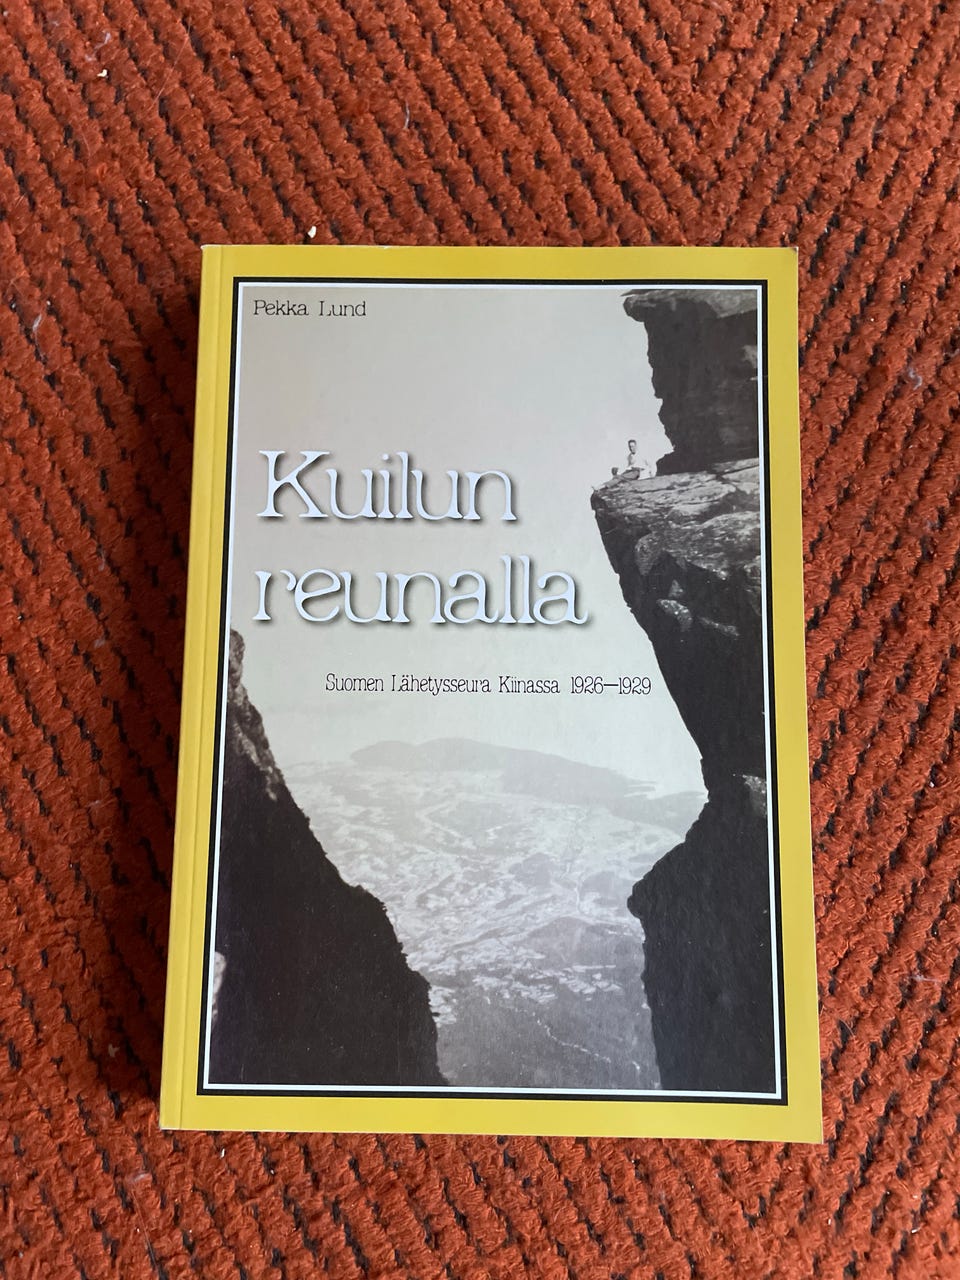 Pekka Lund
Kuilun
reunalla
Suomen Lähetysseura Kiinassa 1926–1929